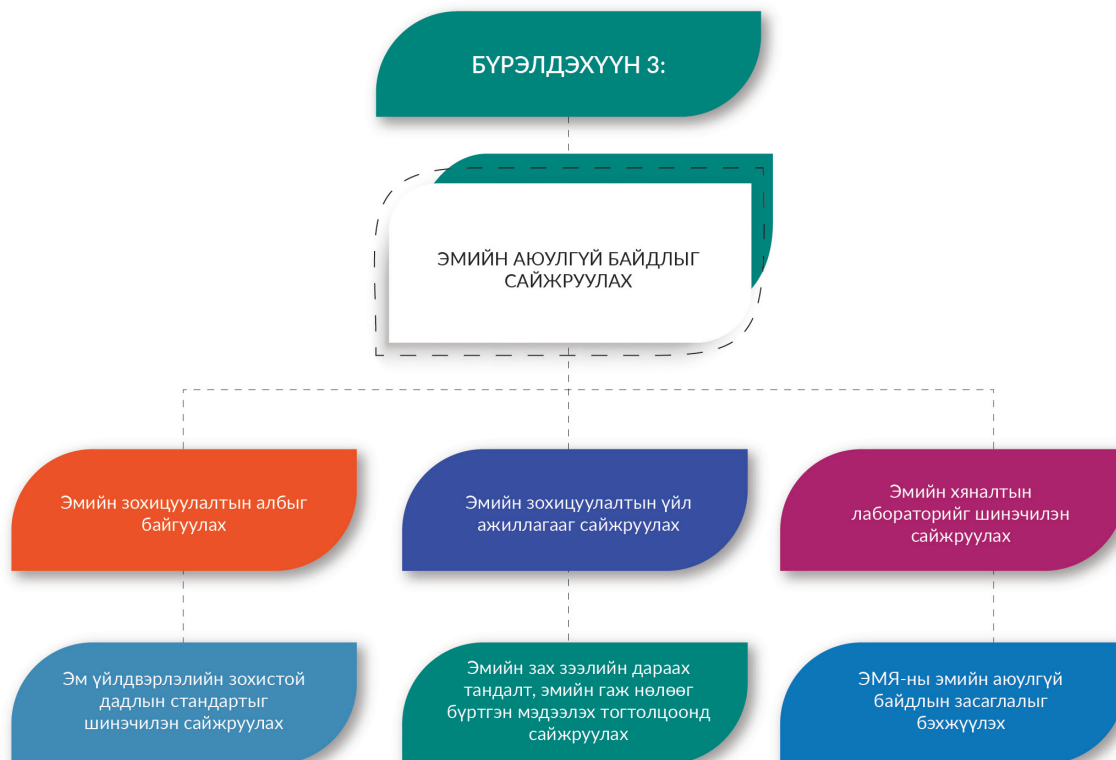 БҮРЭЛДЭХҮҮН 3:
ЭМИЙН АЮУЛГҮЙ БАЙДЛЫГ
САЙЖРУУЛАХ
Эмийн зохицуулалтын албыг
байгуулах
Эмийн зохицуулалтын үйл
ажиллагааг сайжруулах
Эмийн хяналтын
лабораторийг шинэчилэн
сайжруулах
Эм үйлдвэрлэлийн зохистой
дадлын стандартыг
шинэчилэн сайжруулах
Эмийн зах зээлийн дараах
тандалт, эмийн гаж нөлөөг
бүртгэн мэдээлэх тогтолцоонд
сайжруулах
ЭМЯ-ны эмийн аюулгүй
байдлын засаглалыг
бэхжүүлэх